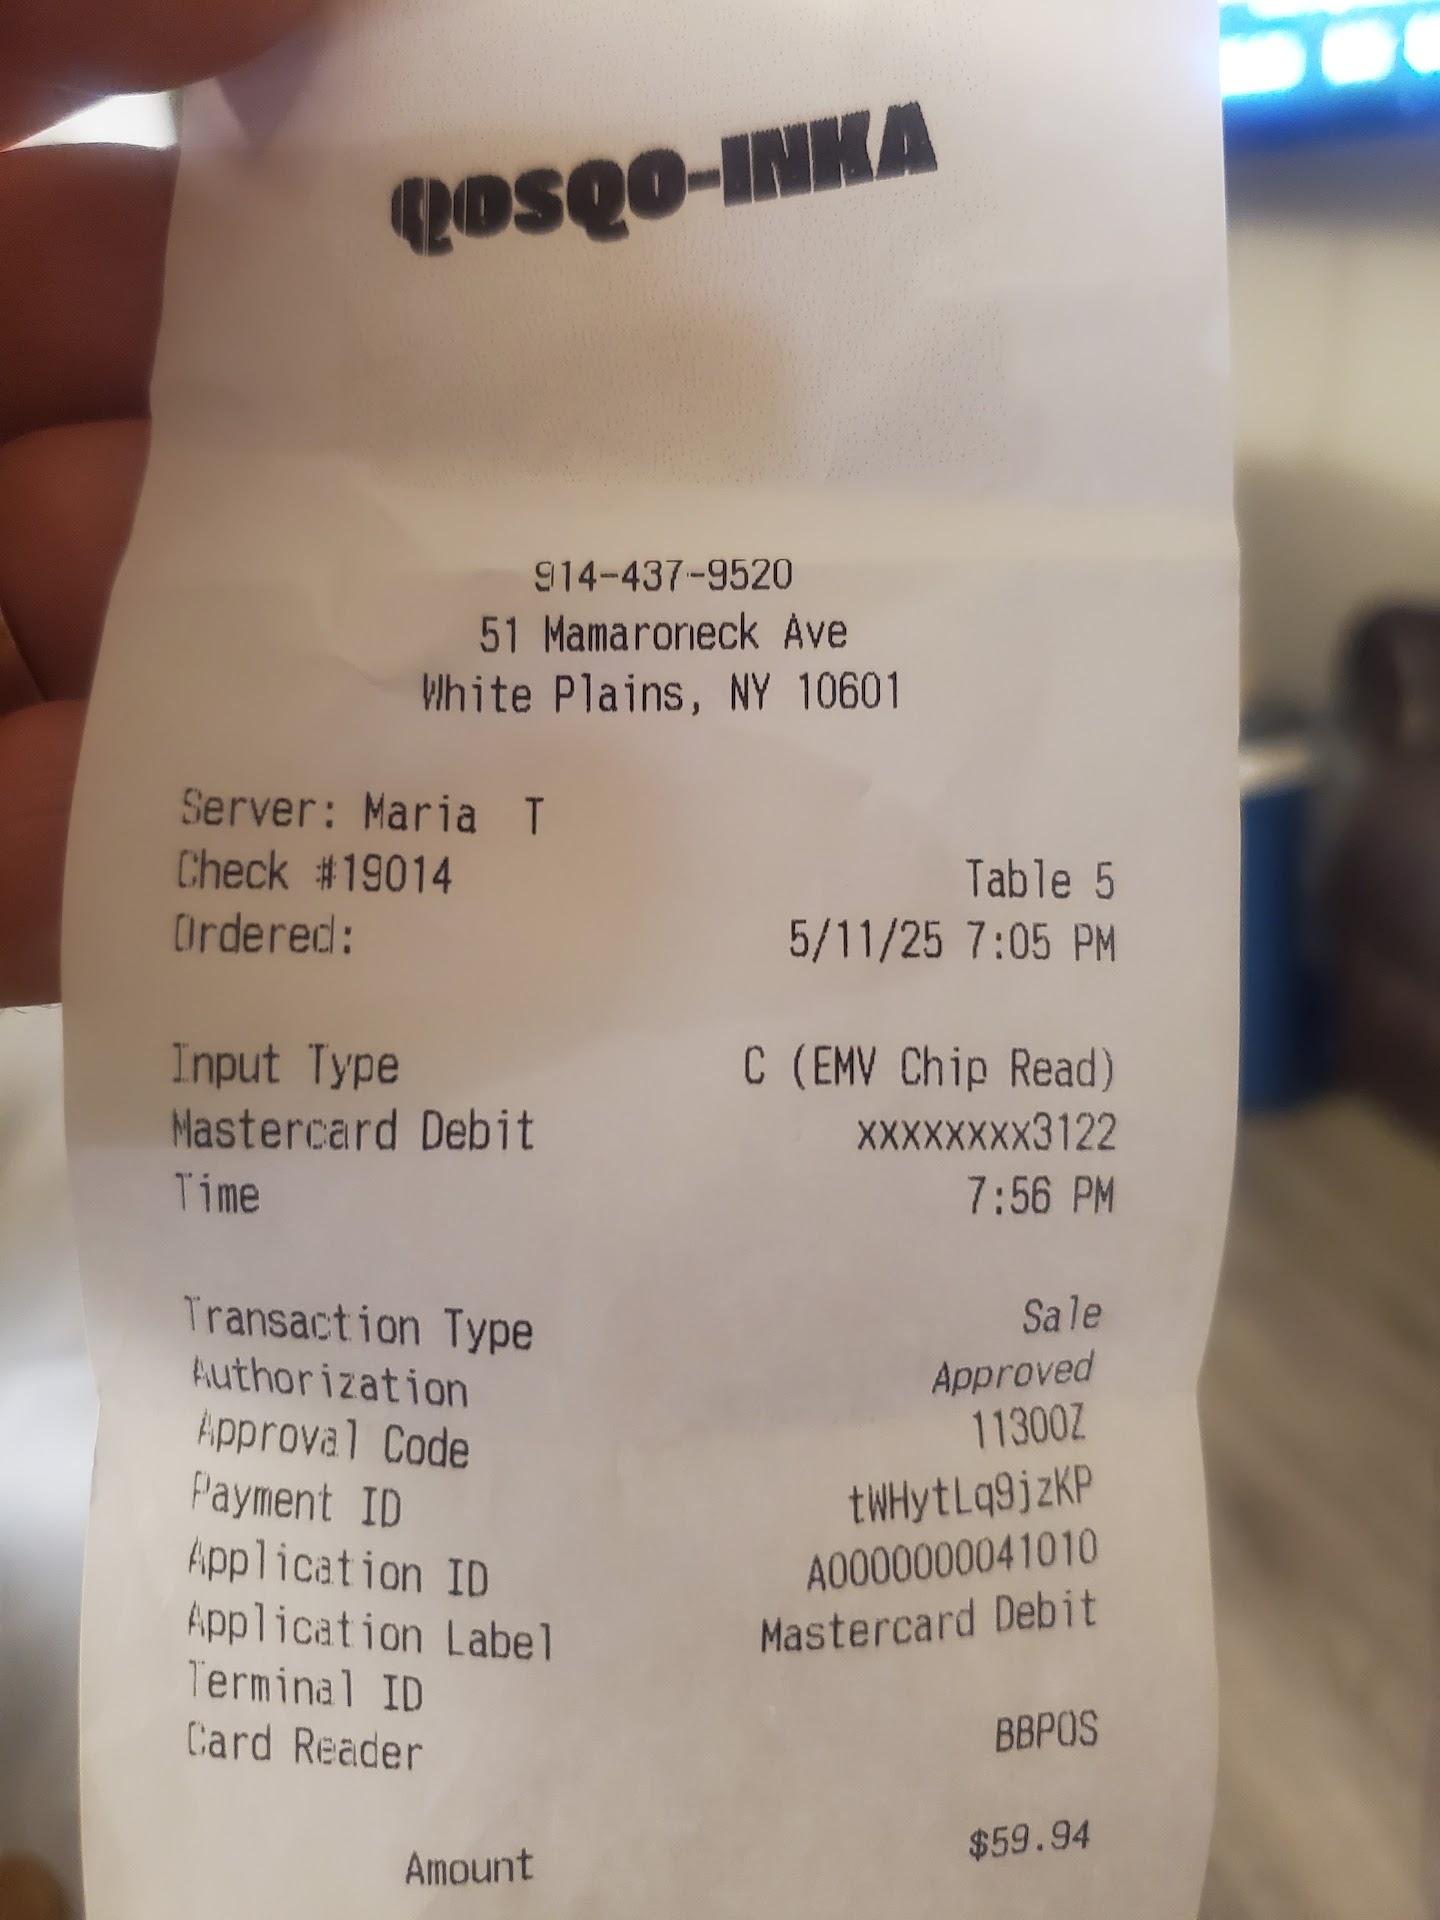 QOSQO-INKA
914-437-9520
51 Mamaroneck Ave
White Plains, NY 10601
Server: Maria T
Check #19014 Table 5
Ordered: 5/11/25 7:05 PM
Input Type C (EMV Chip Read)
Mastercard Debit xxxxxxxx3122
Time 7:56 PM
Transaction Type Sale
Authorization Approved
Approval Code 11300Z
Payment ID tWHytLq9jzKP
Application ID A0000000041010
Application Label Mastercard Debit
Terminal ID
Card Reader BBPOS
Amount $59.94